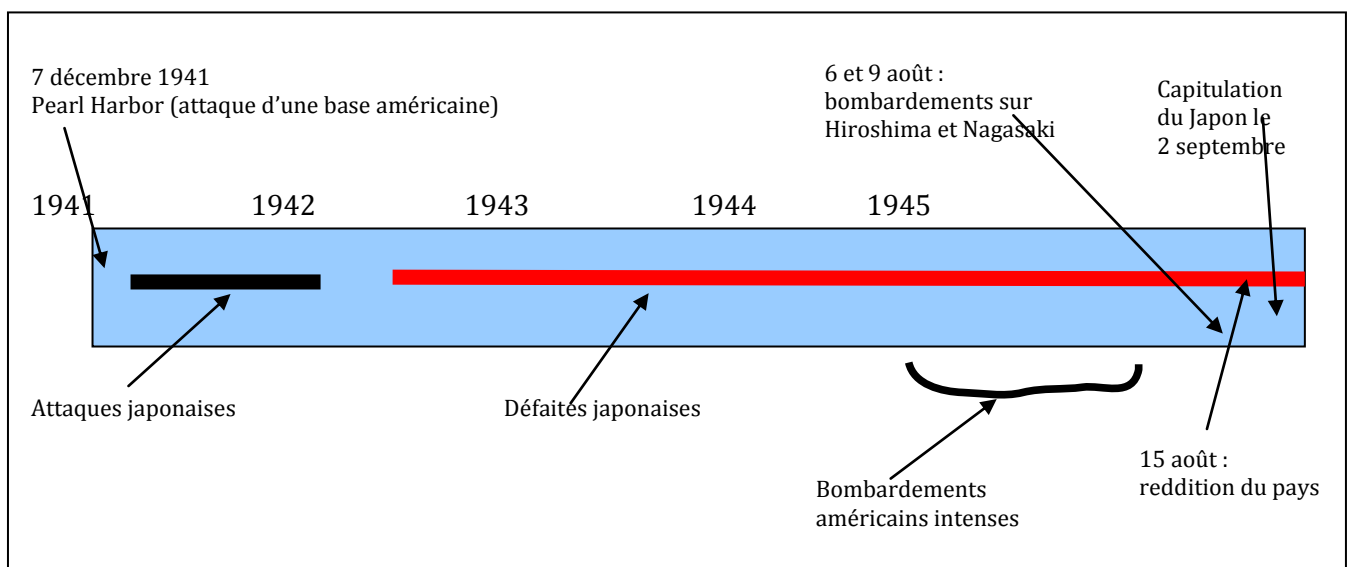 7 décembre 1941
Pearl Harbor (attaque d’une base américaine)
6 et 9 août :
bombardements sur
Hiroshima et Nagasaki
Capitulation
du Japon le
2 septembre
1941 1942 1943 1944 1945
Attaques japonaises
Défaites japonaises
Bombardements
américains intenses
15 août :
reddition du pays